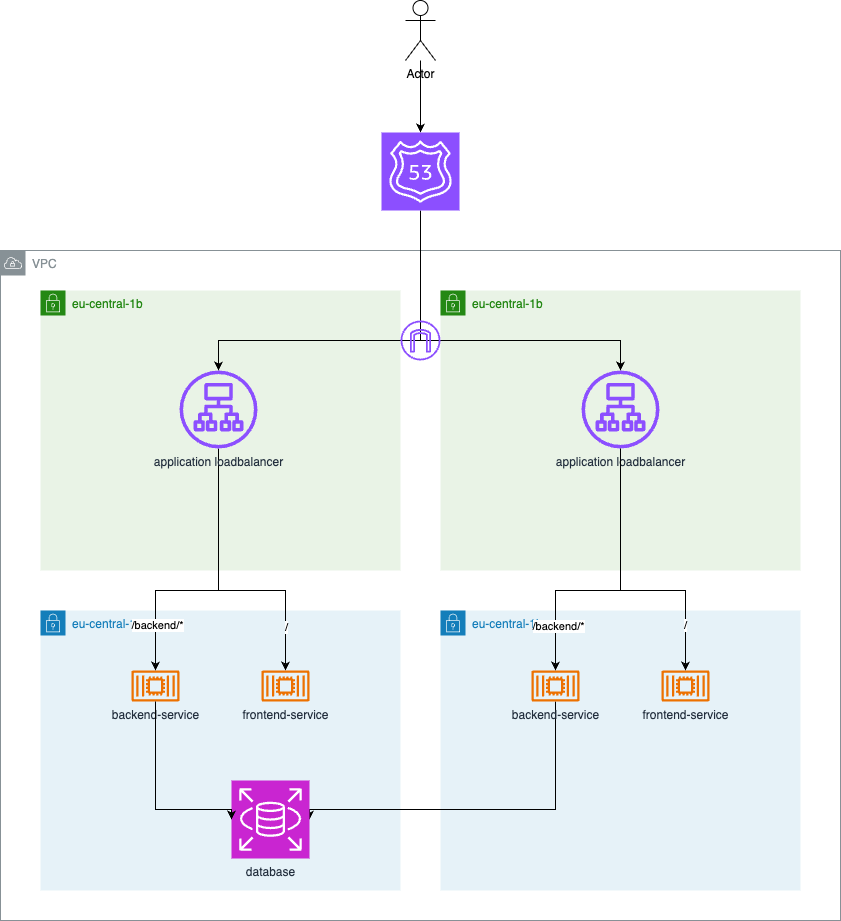 Actor
53
VPC
eu-central-1b
eu-central-1b
application loadbalancer
application loadbalancer
eu-central-
/backend/*
/
eu-central-1
/backend/*
/
backend-service
frontend-service
backend-service
frontend-service
database